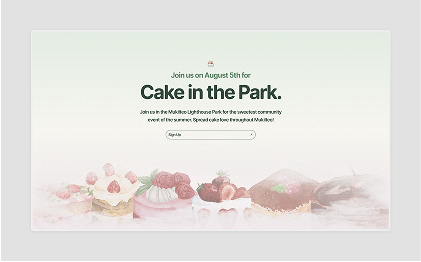 Join us on August 5th for
Cake in the Park.
Join us in the Mukilteo Lighthouse Park for the sweetest community
event of the summer. Spread cake love throughout Mukilteo!
Sign Up